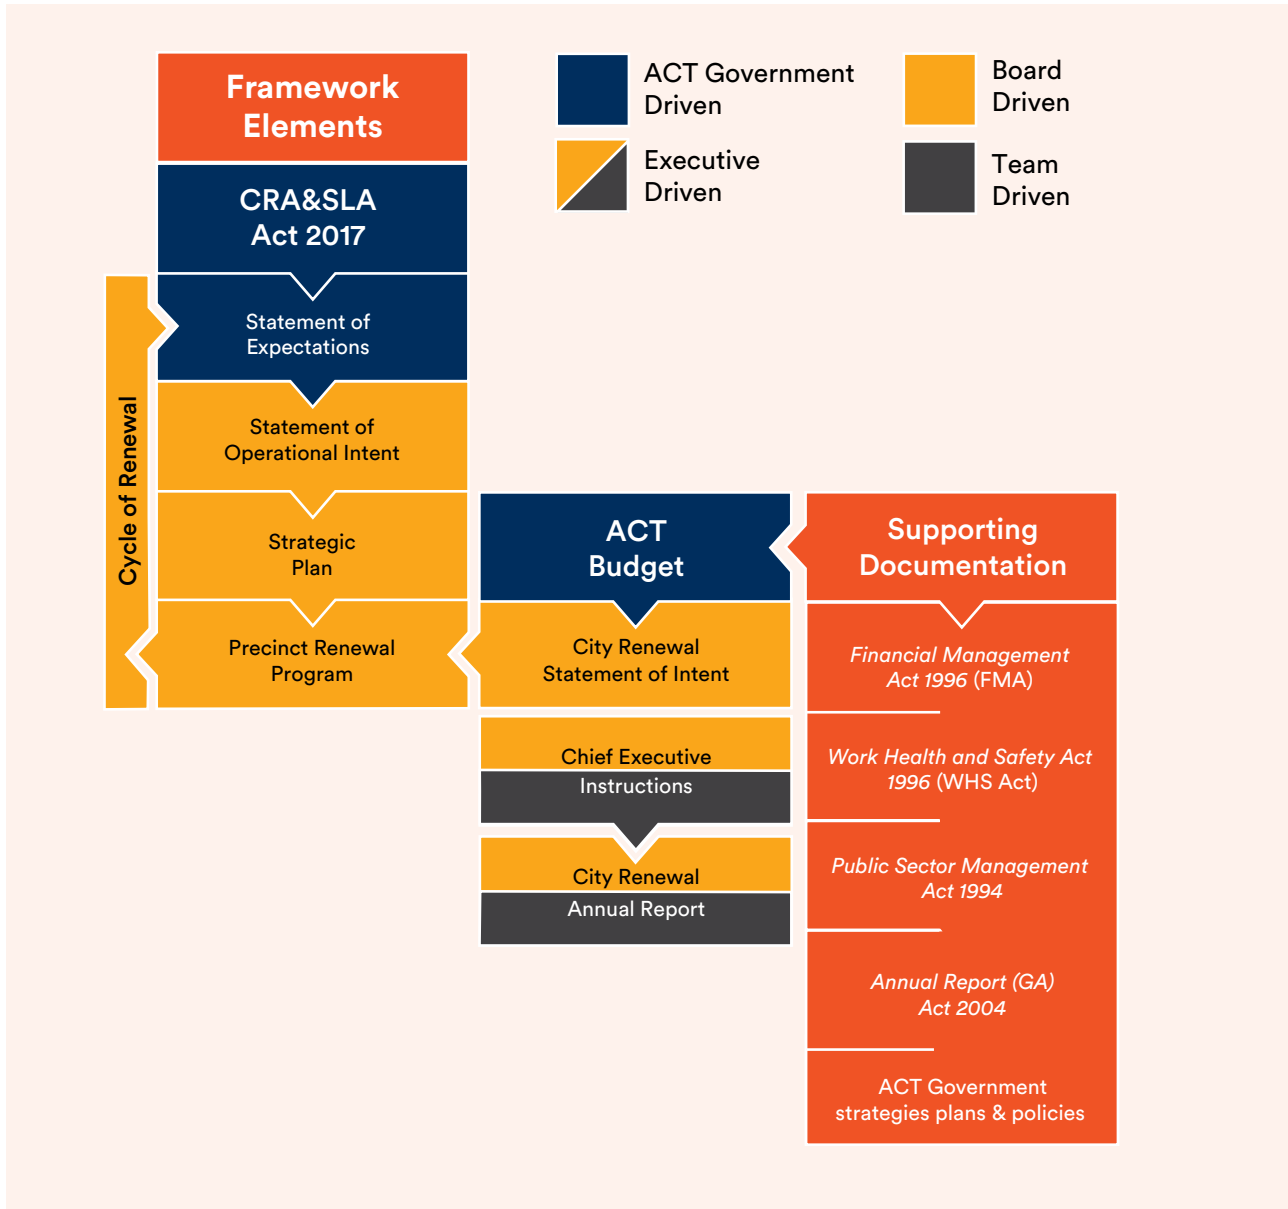 Framework
Elements
ACT Government
Driven
Board
Driven
Executive
Driven
Team
Driven
CRA&SLA
Act 2017
Cycle of Renewal
Statement of
Expectations
Statement of
Operational Intent
Strategic
Plan
Precinct Renewal
Program
ACT
Budget
City Renewal
Statement of Intent
Chief Executive
Instructions
City Renewal
Annual Report
Supporting
Documentation
Financial Management
Act 1996 (FMA)
Work Health and Safety Act
1996 (WHS Act)
Public Sector Management
Act 1994
Annual Report (GA)
Act 2004
ACT Government
strategies plans & policies